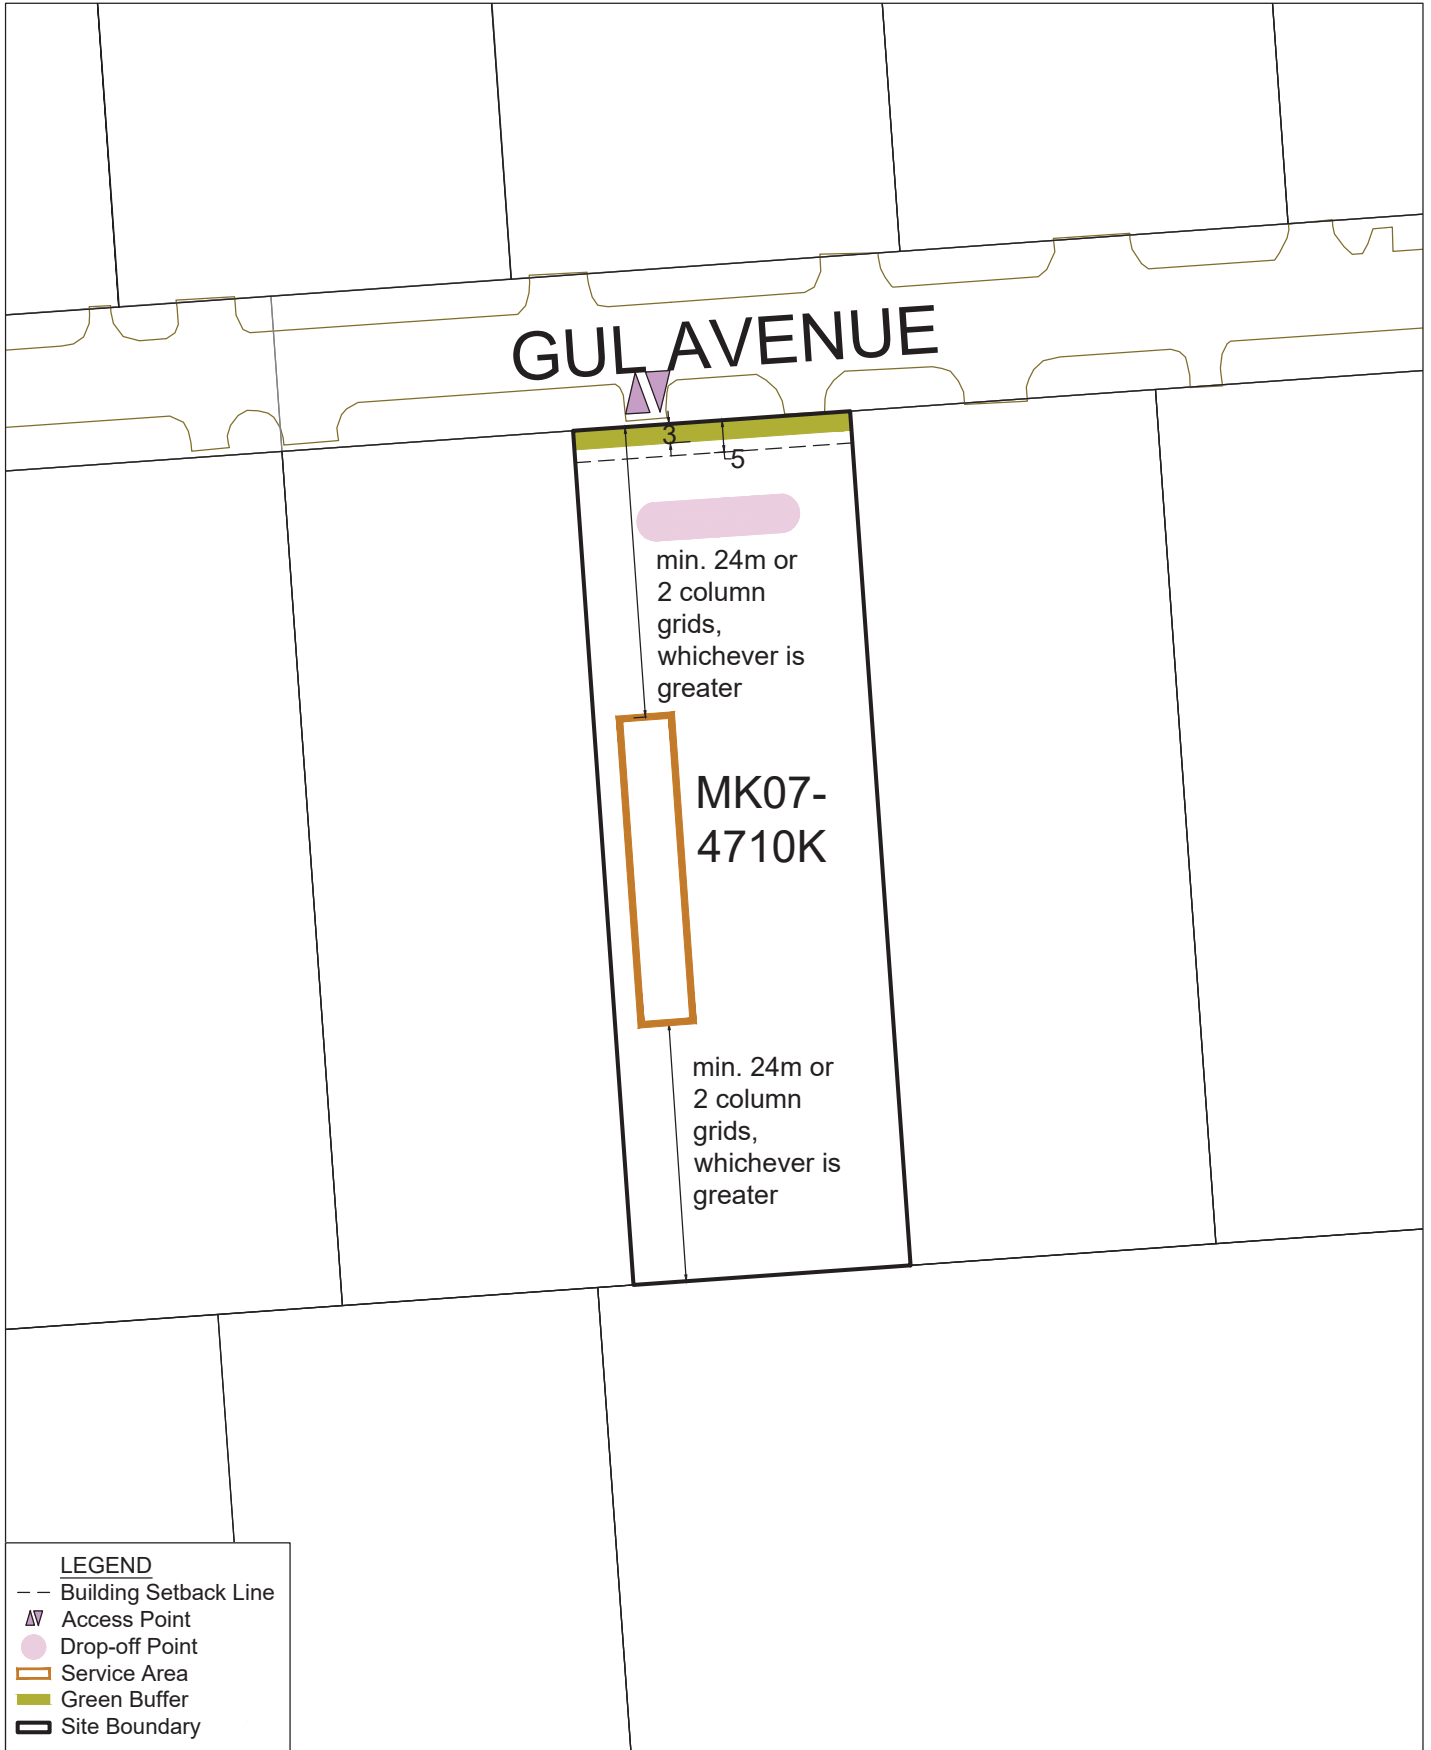 GUL AVENUE
3
5
min. 24m or
2 column
grids,
whichever is
greater
MK07-
4710K
min. 24m or
2 column
grids,
whichever is
greater
LEGEND
Building Setback Line
Access Point
Drop-off Point
Service Area
Green Buffer
Site Boundary